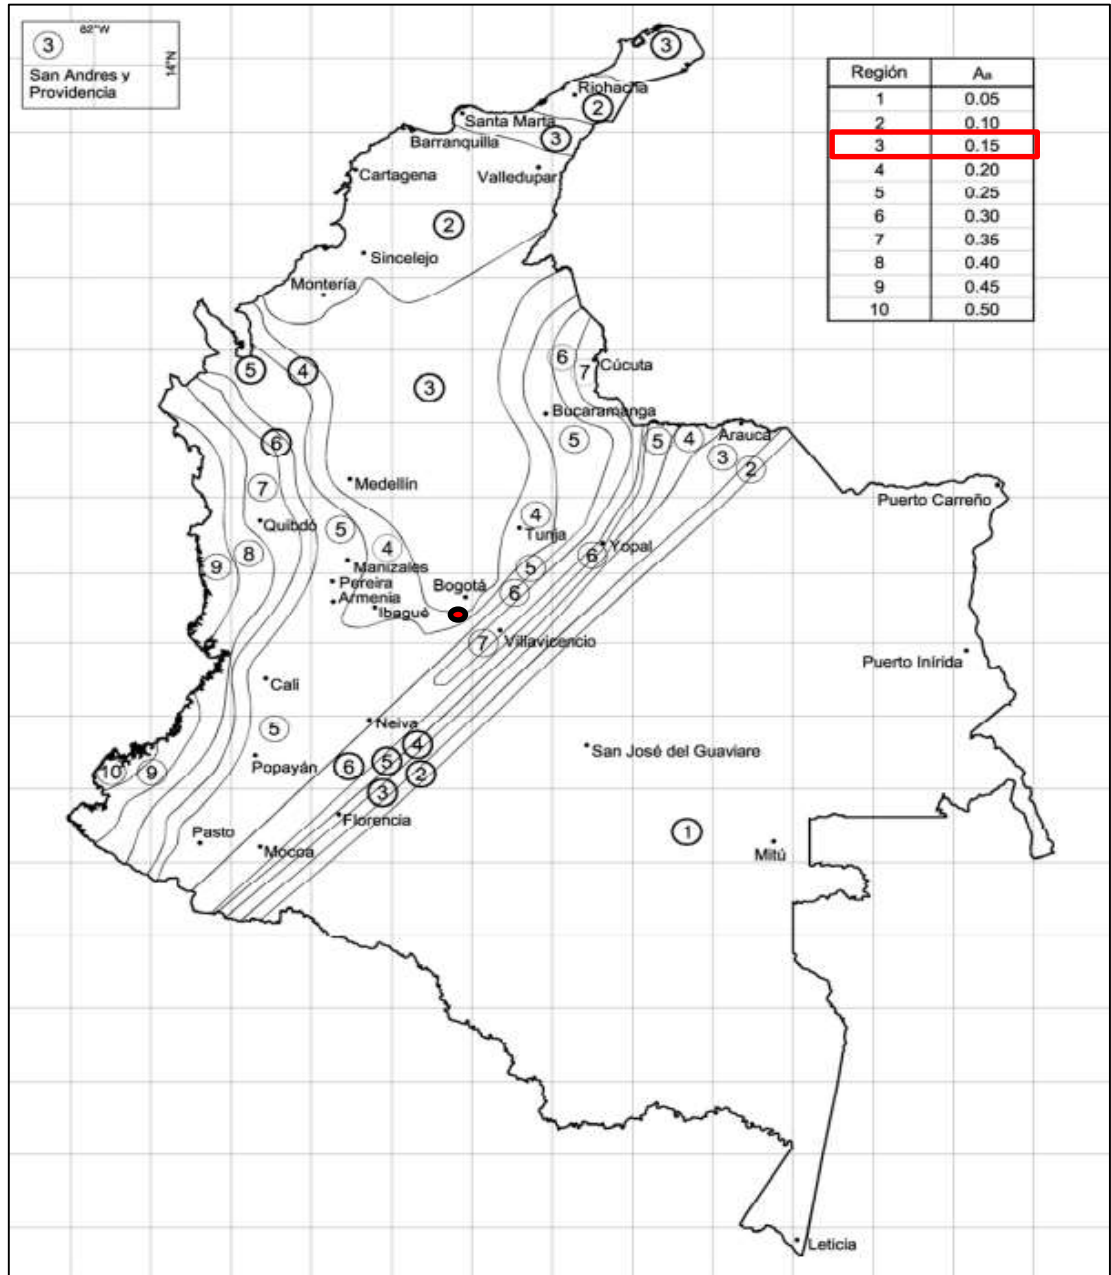 82°W
14°N
3
San Andres y
Providencia
Región Aa
1 0.05
2 0.10
3 0.15
4 0.20
5 0.25
6 0.30
7 0.35
8 0.40
9 0.45
10 0.50
3
Riohacha
2
Santa Marta
Barranquilla
3
Cartagena
Valledupar
2
Sincelejo
Montería
6
7
Cúcuta
5
4
3
Bucaramanga
6
5
5
4
Arauca
3
2
7
Medellín
Puerto Carreño
Quibdó
5
4
4
Tunja
9
8
Manizales
5
6
Yopal
Pereira
Armenia
Ibagué
Bogotá
6
7
Villavicencio
Puerto Inírida
Cali
5
Neiva
4
San José del Guaviare
10
9
Popayán
6
5
2
3
Florencia
1
Pasto
Mocoa
Mitú
Leticia